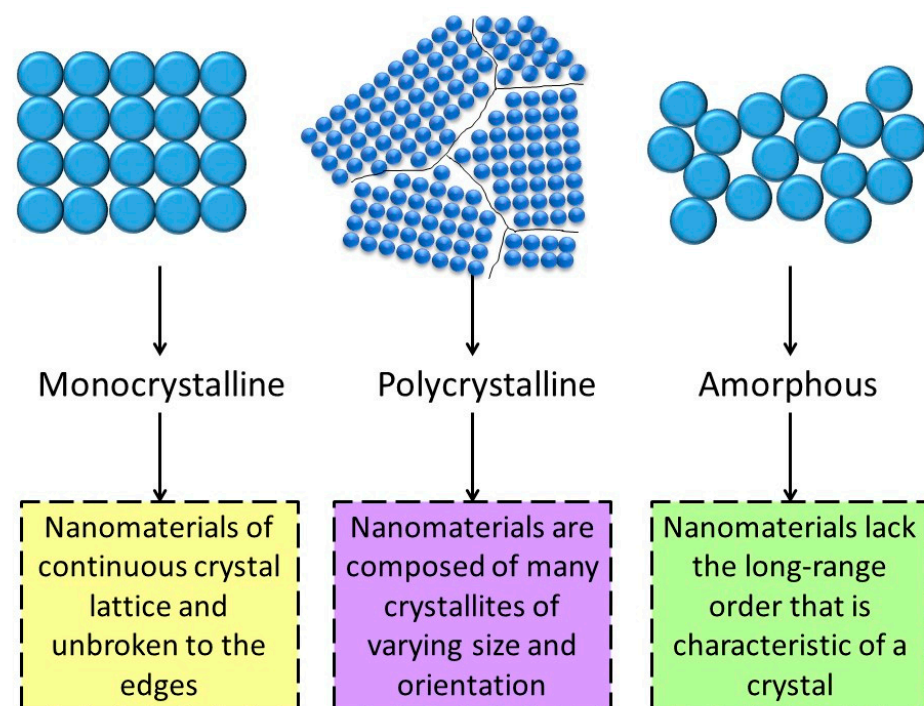 Monocrystalline
Polycrystalline
Amorphous
Nanomaterials of
continuous crystal
lattice and
unbroken to the
edges
Nanomaterials are
composed of many
crystallites of
varying size and
orientation
Nanomaterials lack
the long-range
order that is
characteristic of a
crystal